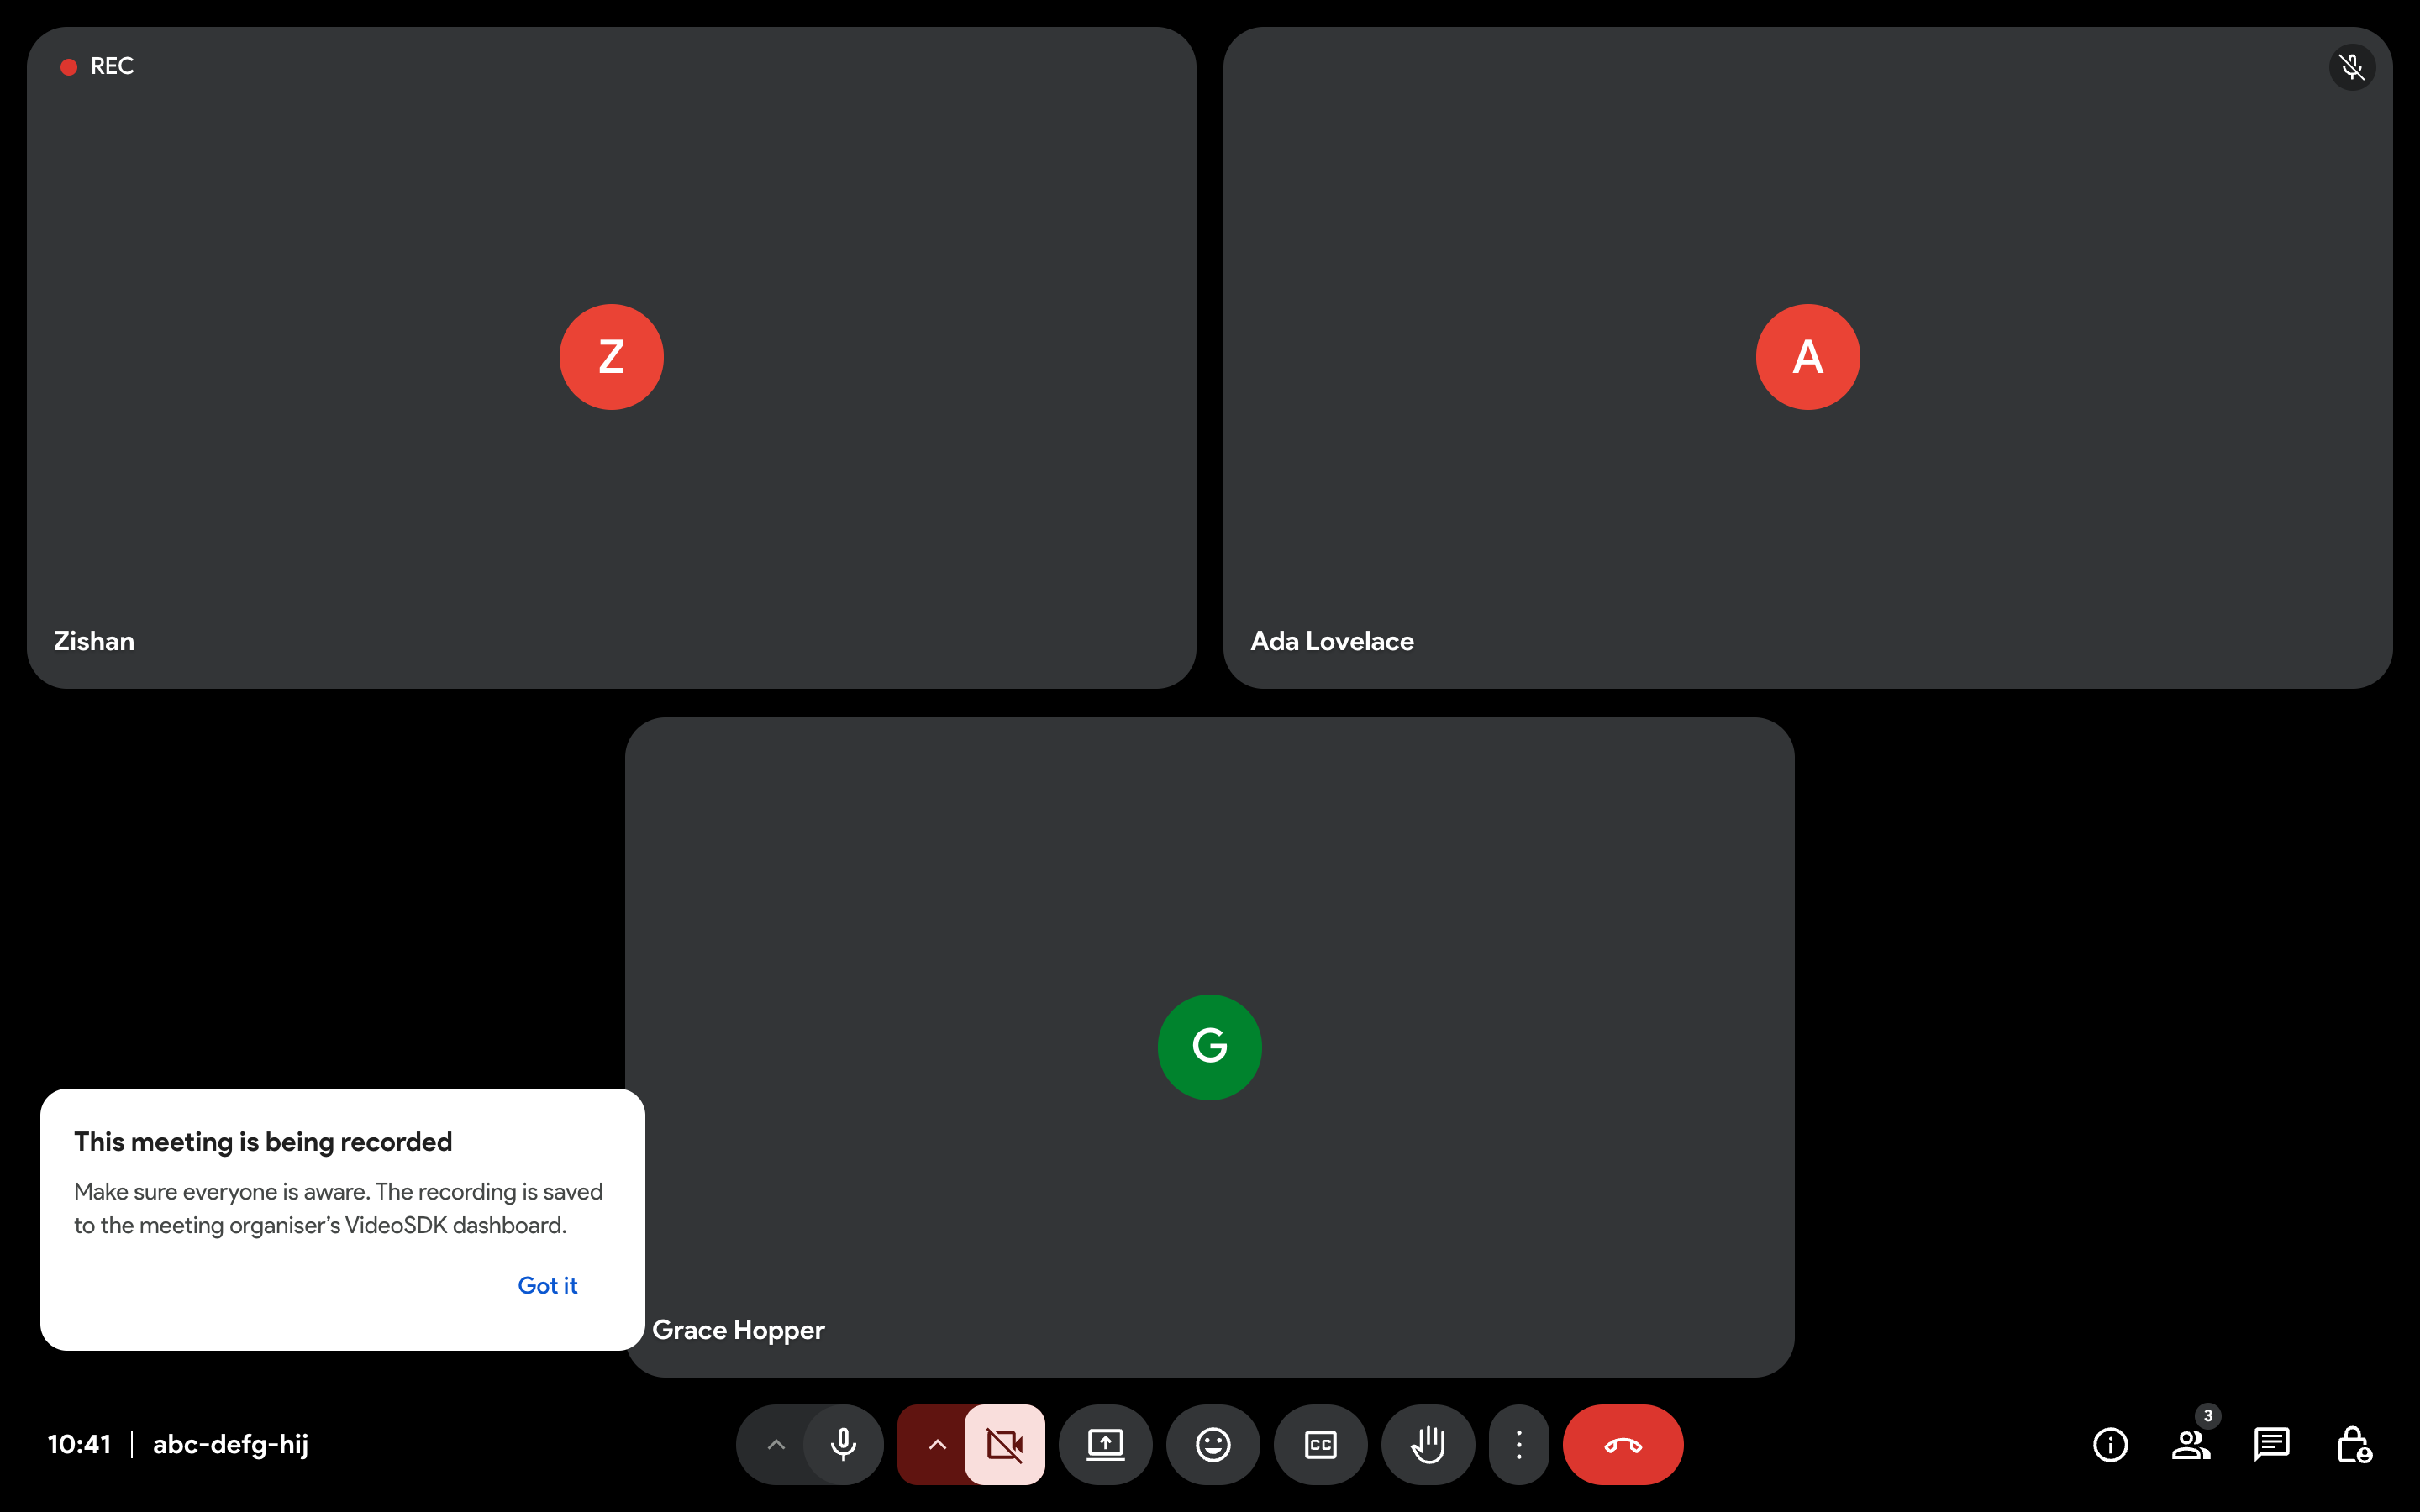 REC
Z
Zishan
A
Ada Lovelace
G
Grace Hopper
This meeting is being recorded
Make sure everyone is aware. The recording is saved
to the meeting organiser’s VideoSDK dashboard.
Got it
10:41 | abc-defg-hij
CC
3